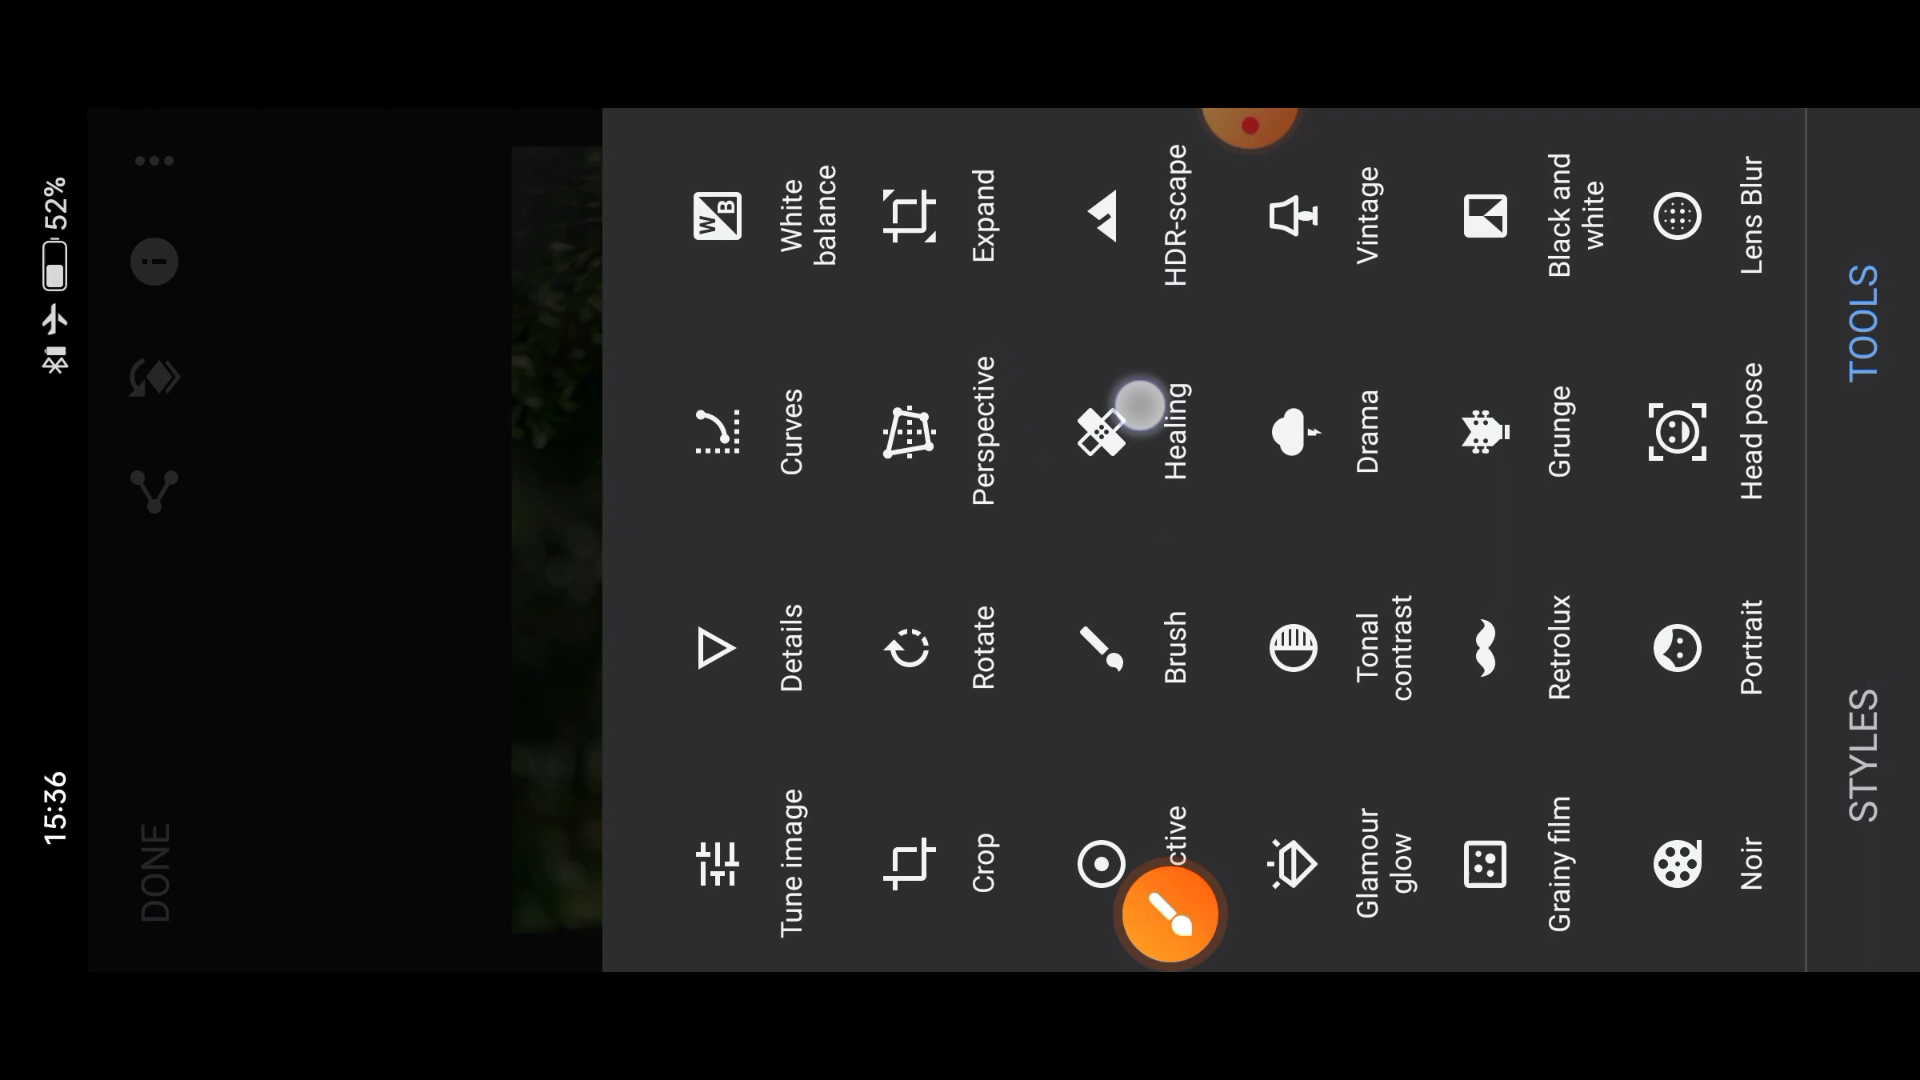 15:36
52%
DONE
Tune image
Details
Curves
White
balance
Crop
Rotate
Perspective
Expand
ctive
Brush
Healing
HDR-scape
Glamour
glow
Tonal
contrast
Drama
Vintage
Grainy film
Retrolux
Grunge
Black and
white
Noir
Portrait
Head pose
Lens Blur
STYLES
TOOLS